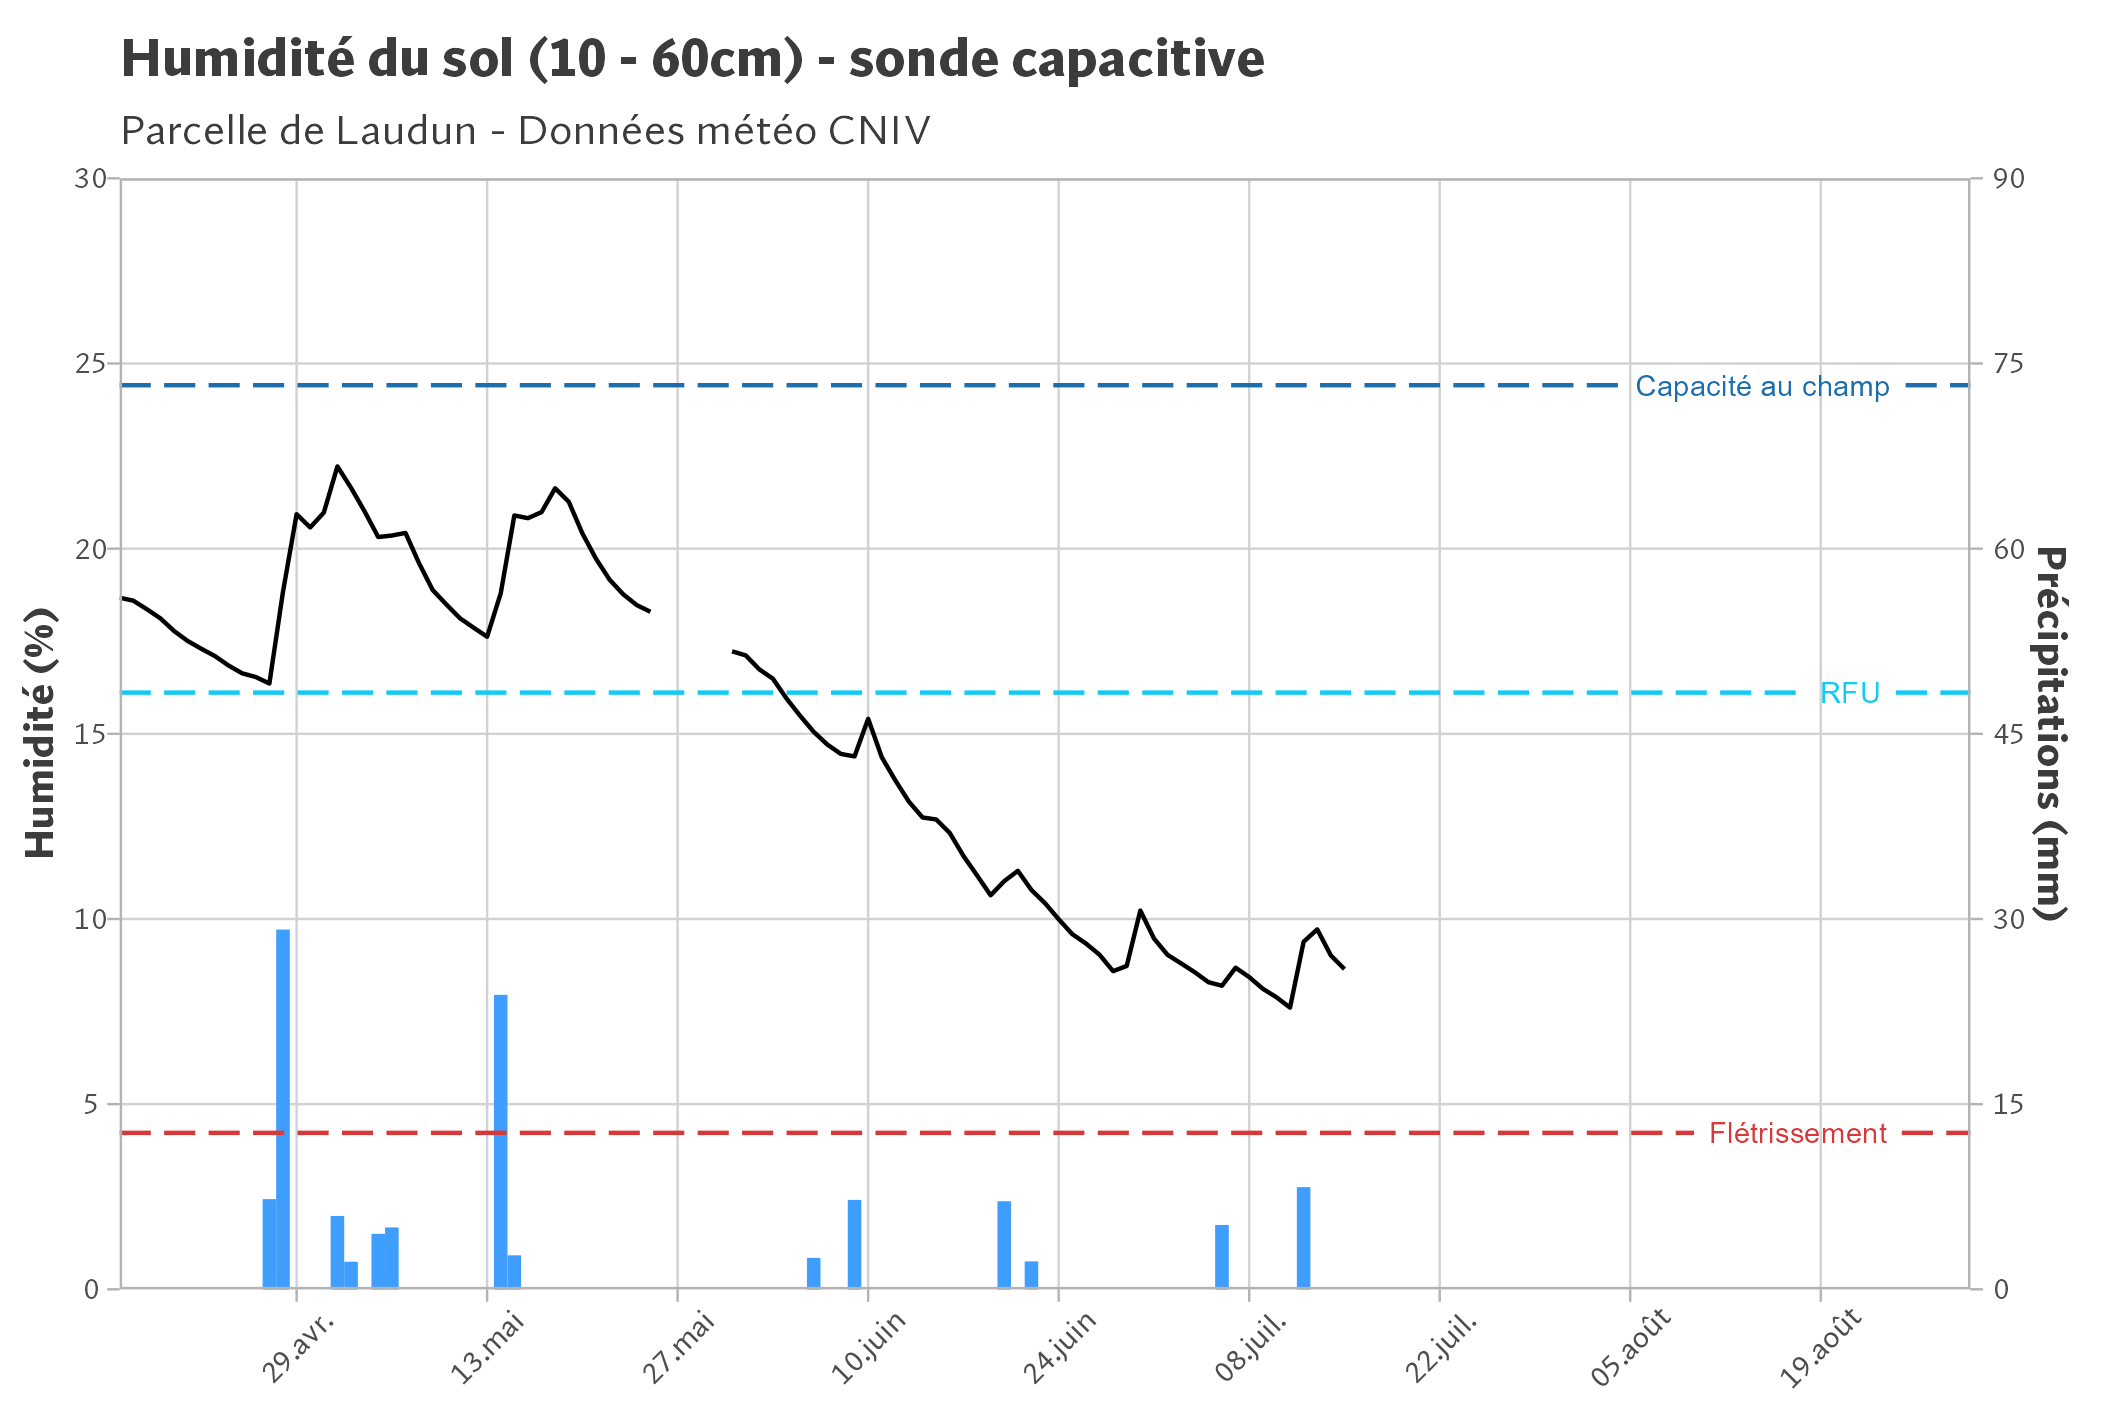 Humidité du sol (10 - 60cm) - sonde capacitive
Parcelle de Laudun - Données météo CNIV
30
25
20
15
10
5
0
Humidité (%)
90
75
60
45
30
15
0
Précipitations (mm)
Capacité au champ
RFU
Flétrissement
29.avr.
13.mai
27.mai
10.juin
24.juin
08.juil.
22.juil.
05.août
19.août